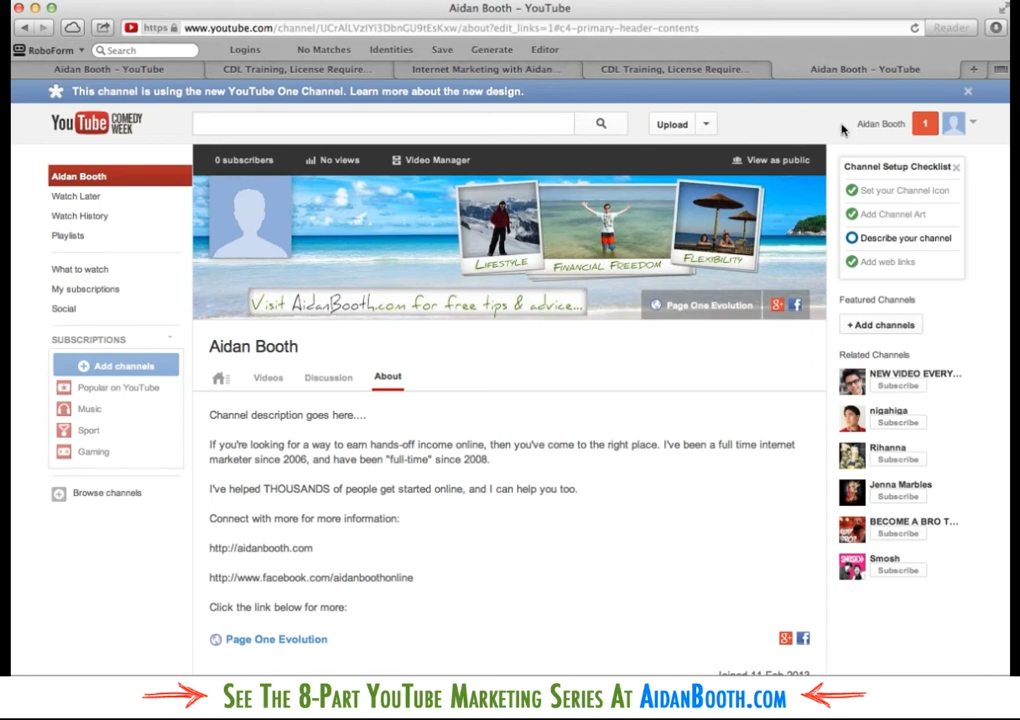 Aidan Booth – YouTube
https www.youtube.com/channel/UCrAILVzIYi3DbnGU9tEsKxw/about?edit_links=1#c4-primary-header-contents
Reader
RoboForm Search Logins No Matches Identities Save Generate Editor
Aidan Booth – YouTube CDL Training, License Require... Internet Marketing with Aidan... CDL Training, License Require... Aidan Booth – YouTube
This channel is using the new YouTube One Channel. Learn more about the new design.
YouTube COMEDY WEEK
Upload
Aidan Booth 1
0 subscribers No views Video Manager View as public
Aidan Booth
Watch Later
Watch History
Playlists
What to watch
My subscriptions
Social
SUBSCRIPTIONS
Add channels
Popular on YouTube
Music
Sport
Gaming
Browse channels
LIFESTYLE
FINANCIAL FREEDOM
FLEXIBILITY
Visit AidanBooth.com for free tips & advice...
Page One Evolution
Aidan Booth
Videos Discussion About
Channel description goes here....
If you're looking for a way to earn hands-off income online, then you've come to the right place. I've been a full time internet
marketer since 2006, and have been "full-time" since 2008.
I've helped THOUSANDS of people get started online, and I can help you too.
Connect with more for more information:
http://aidanbooth.com
http://www.facebook.com/aidanboothonline
Click the link below for more:
Page One Evolution
Joined 11 Feb 2013
Channel Setup Checklist
Set your Channel Icon
Add Channel Art
Describe your channel
Add web links
Featured Channels
+ Add channels
Related Channels
NEW VIDEO EVERY...
Subscribe
nigahiga
Subscribe
Rihanna
Subscribe
Jenna Marbles
Subscribe
BECOME A BRO T...
Subscribe
Smosh
Subscribe
SEE THE 8-PART YOUTUBE MARKETING SERIES AT AIDANBOOTH.COM